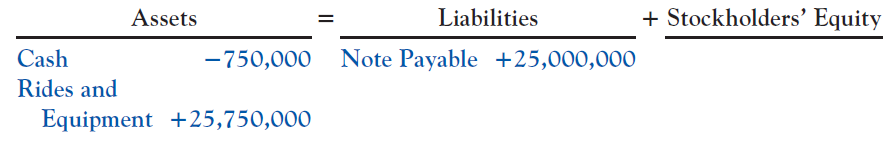 Assets = Liabilities + Stockholders’ Equity
Cash −750,000 Note Payable +25,000,000
Rides and
Equipment +25,750,000